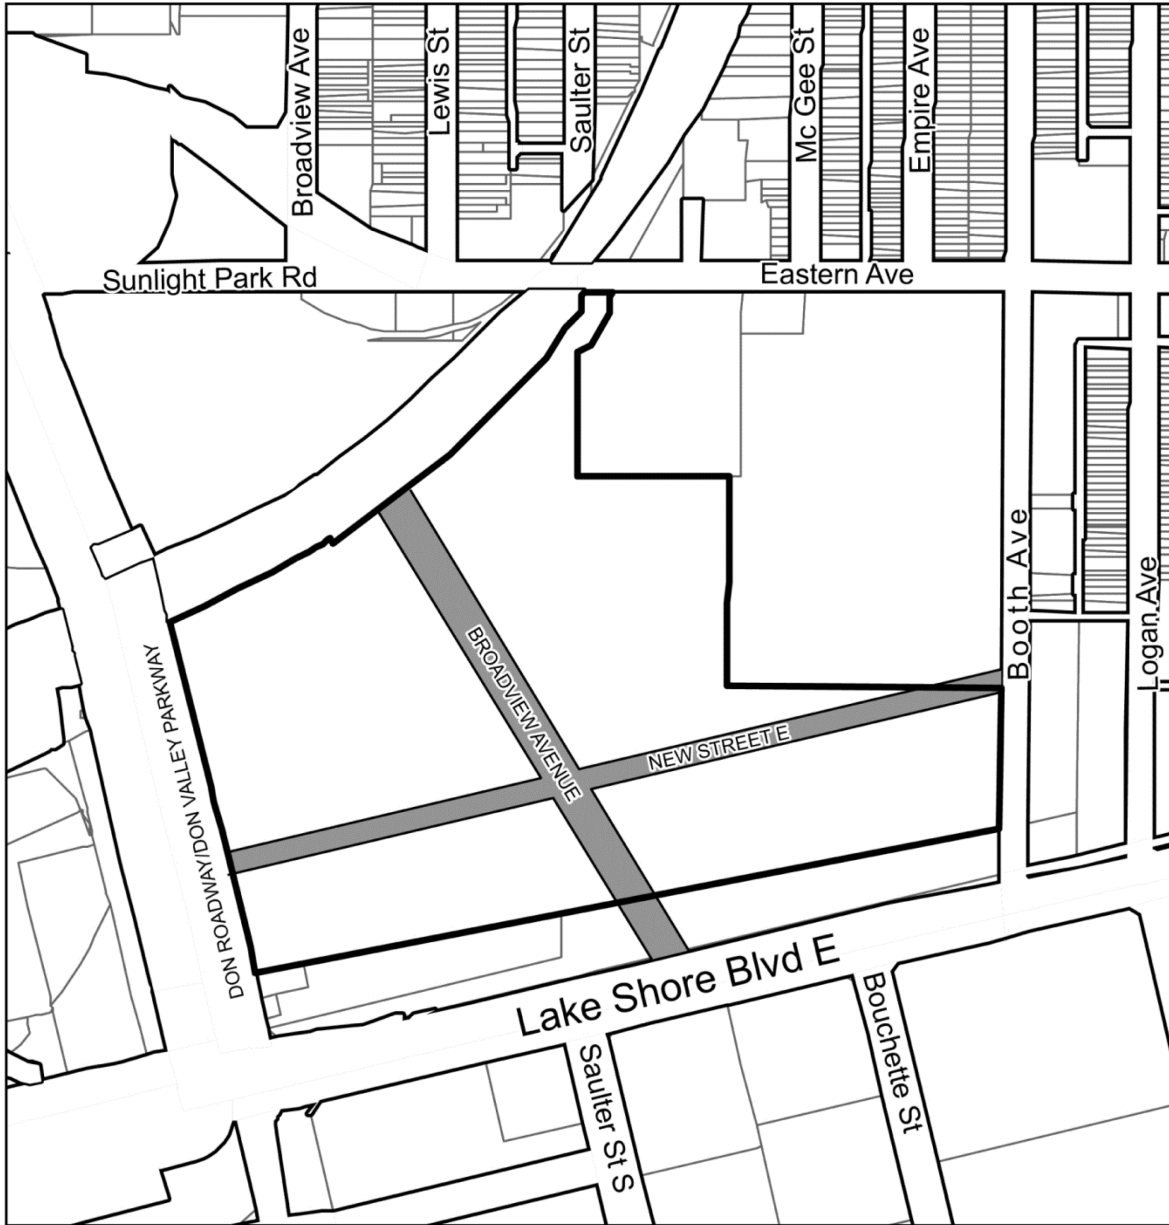 Broadview Ave
Lewis St
Saulter St
Mc Gee St
Empire Ave
Sunlight Park Rd
Eastern Ave
Booth Ave
Logan Ave
BROADVIEW AVENUE
NEW STREET E
DON ROADWAY/DON VALLEY PARKWAY
Lake Shore Blvd E
Saulter St S
Bouchette St